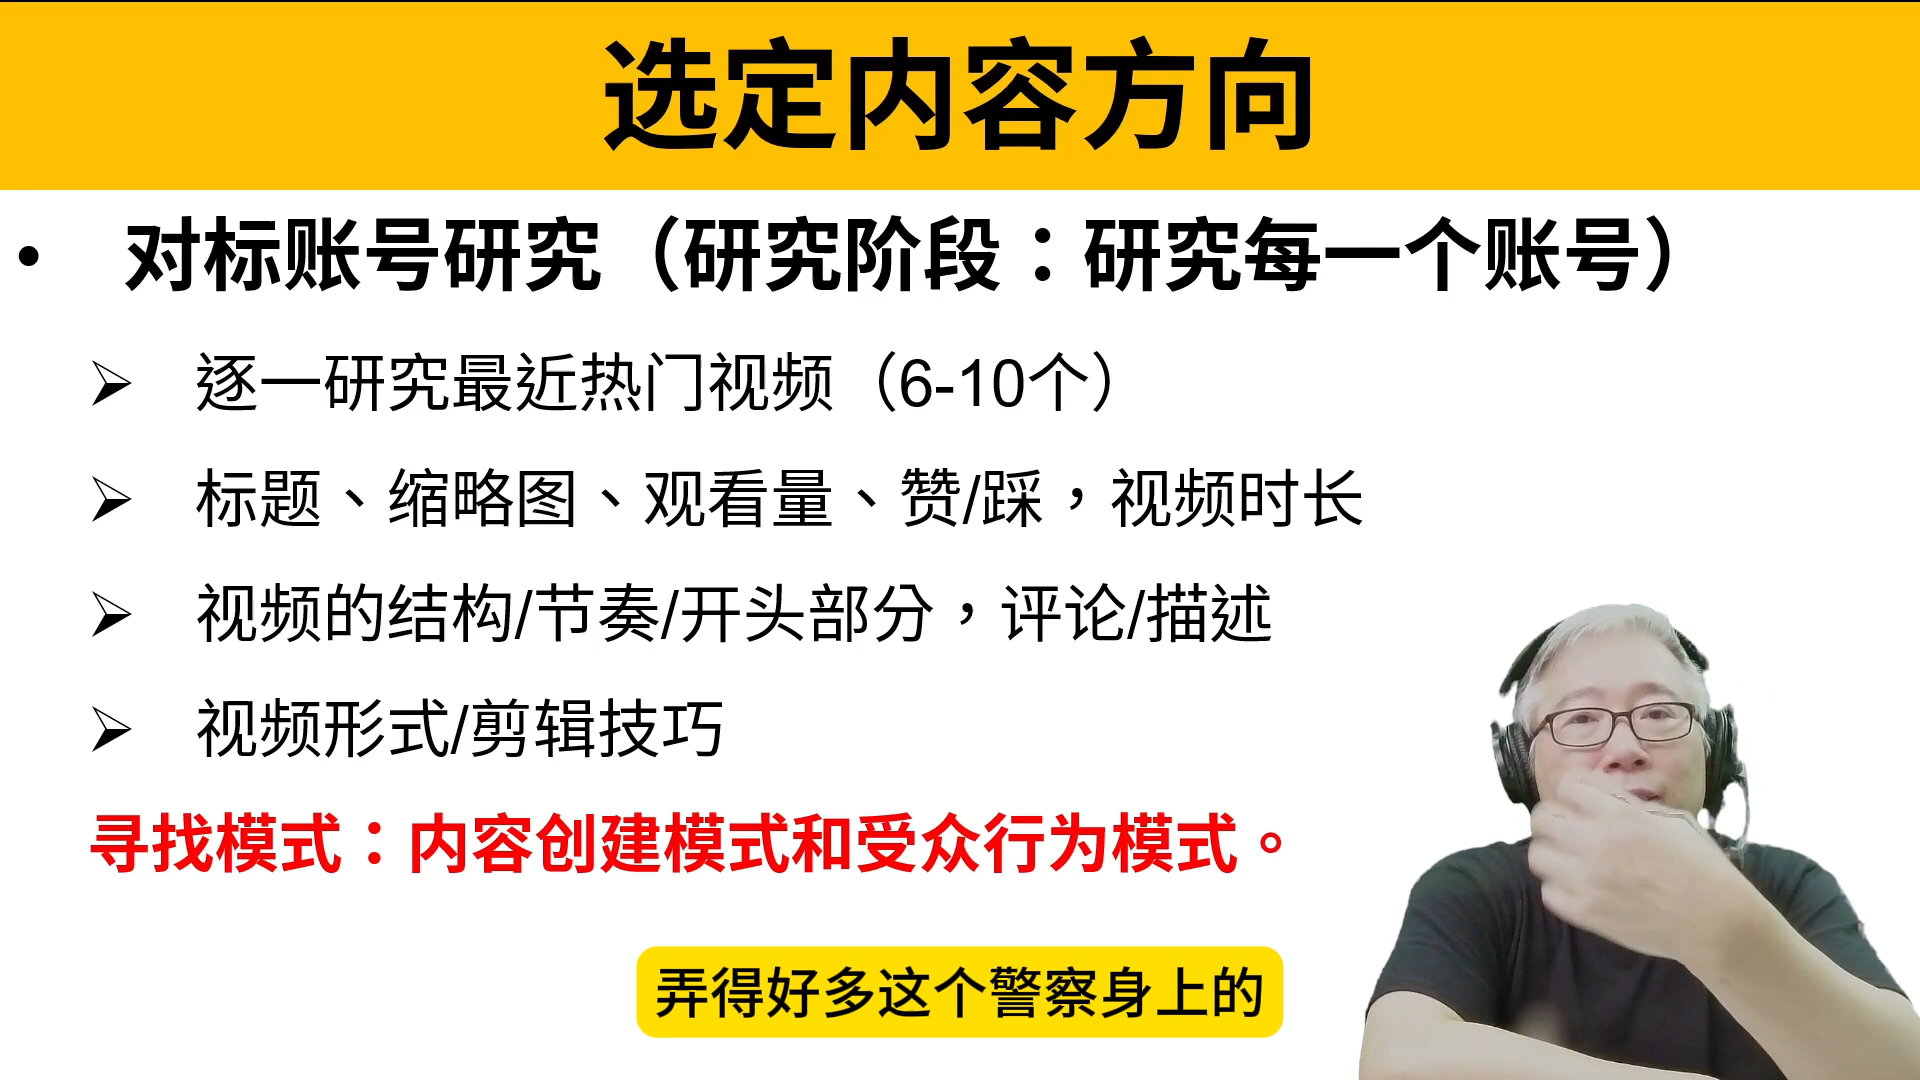 选定内容方向
• 对标账号研究（研究阶段：研究每一个账号）
➢ 逐一研究最近热门视频（6-10个）
➢ 标题、缩略图、观看量、赞/踩，视频时长
➢ 视频的结构/节奏/开头部分，评论/描述
➢ 视频形式/剪辑技巧
寻找模式：内容创建模式和受众行为模式。
弄得好多这个警察身上的